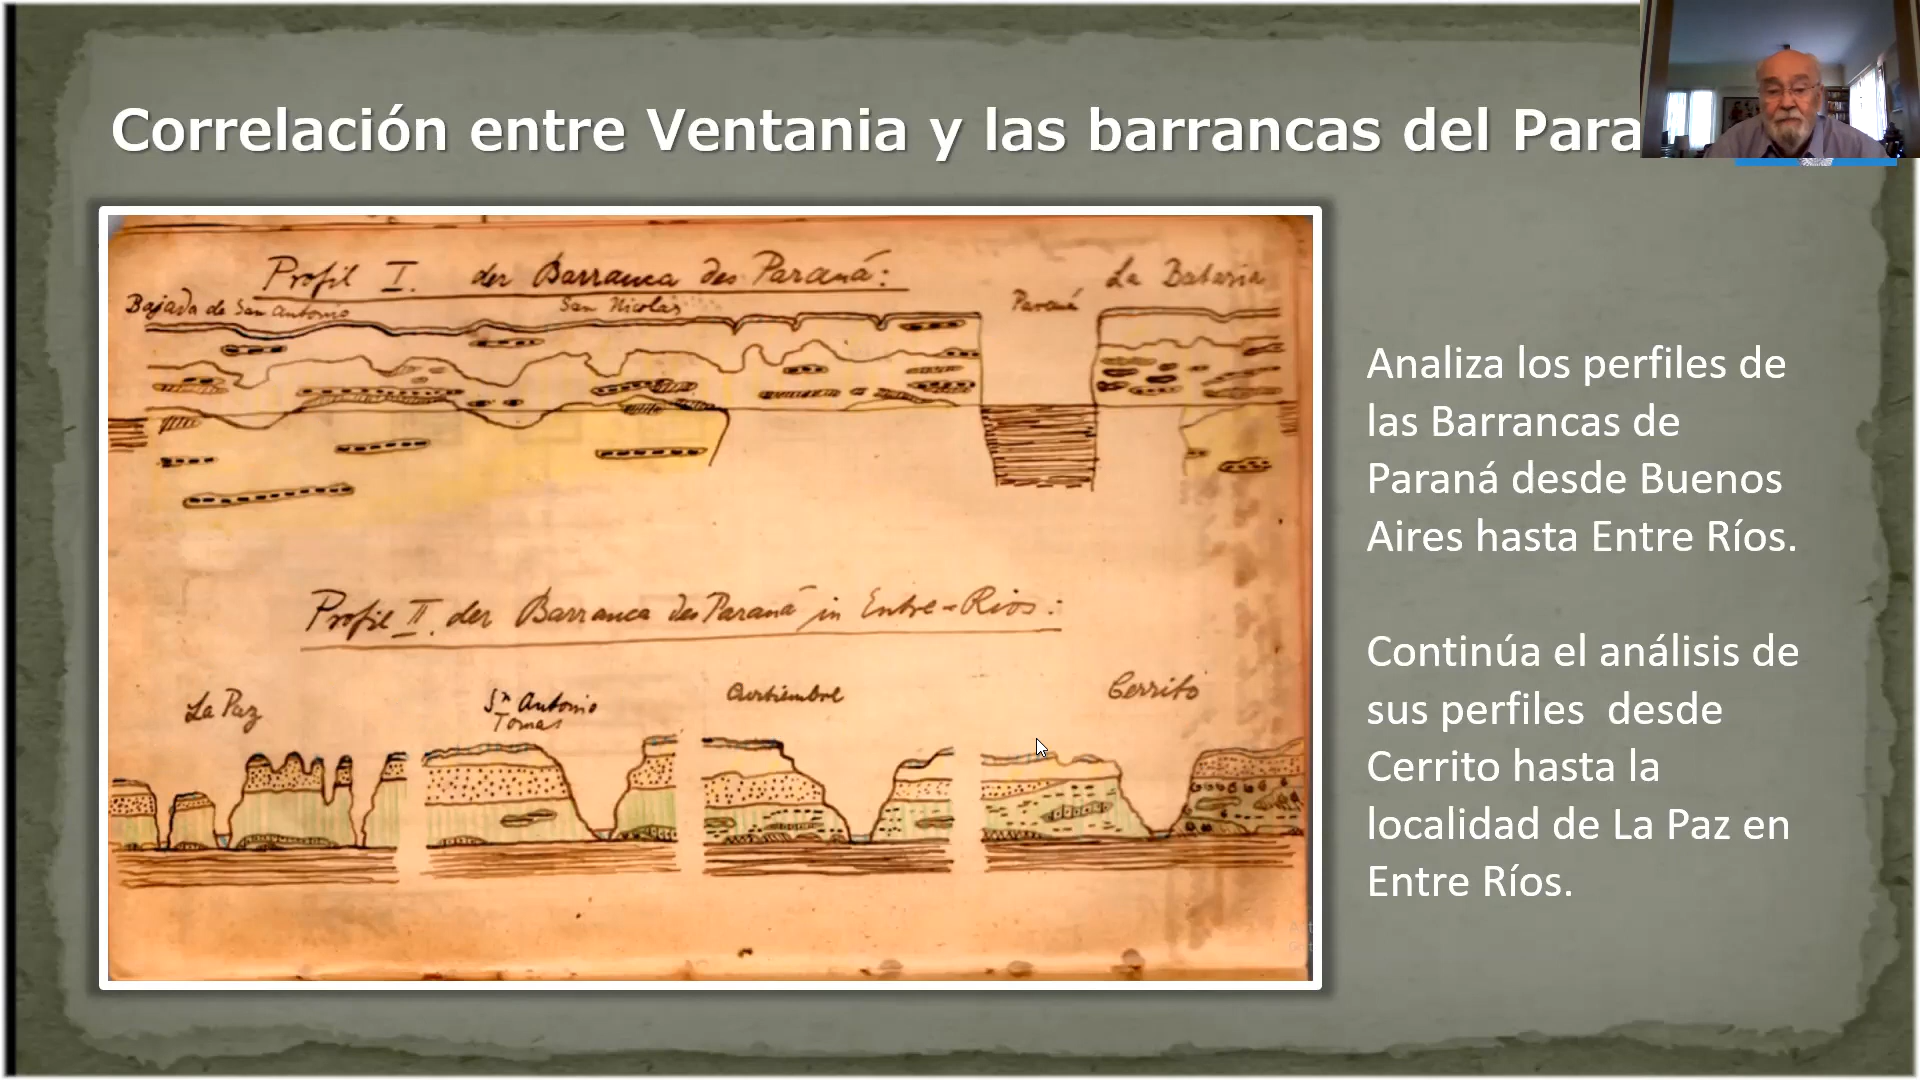 Correlación entre Ventania y las barrancas del Para
Profil I. der Barranca des Paraná:
La Bataria
Bajada de San Antonio
San Nicolas
Paraná
Analiza los perfiles de
las Barrancas de
Paraná desde Buenos
Aires hasta Entre Ríos.
Profil II. der Barranca des Paraná in Entre-Rios:
Continúa el análisis de
sus perfiles desde
Cerrito hasta la
localidad de La Paz en
Entre Ríos.
La Paz
Sn Antonio
Tomas
Cerrito